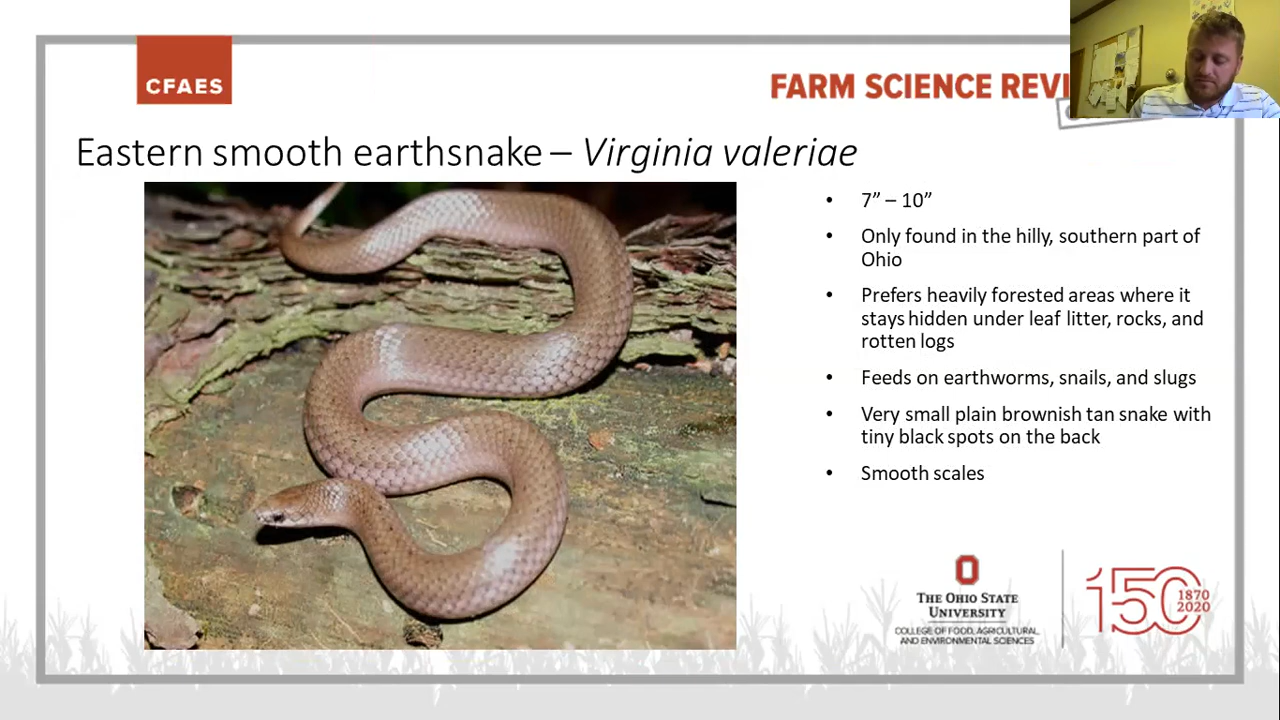 CFAES
FARM SCIENCE REV
Eastern smooth earthsnake – Virginia valeriae
• 7” – 10”
• Only found in the hilly, southern part of
Ohio
• Prefers heavily forested areas where it
stays hidden under leaf litter, rocks, and
rotten logs
• Feeds on earthworms, snails, and slugs
• Very small plain brownish tan snake with
tiny black spots on the back
• Smooth scales
THE OHIO STATE
UNIVERSITY
COLLEGE OF FOOD, AGRICULTURAL,
AND ENVIRONMENTAL SCIENCES
150
1870
2020